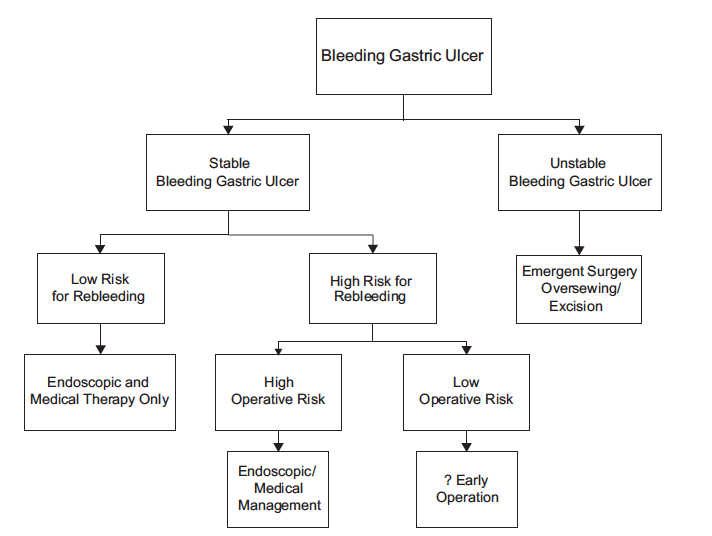 Bleeding Gastric Ulcer
Stable
Bleeding Gastric Ulcer
Unstable
Bleeding Gastric Ulcer
Low Risk
for Rebleeding
High Risk for
Rebleeding
Emergent Surgery
Oversewing/
Excision
Endoscopic and
Medical Therapy Only
High
Operative Risk
Low
Operative Risk
Endoscopic/
Medical
Management
? Early
Operation